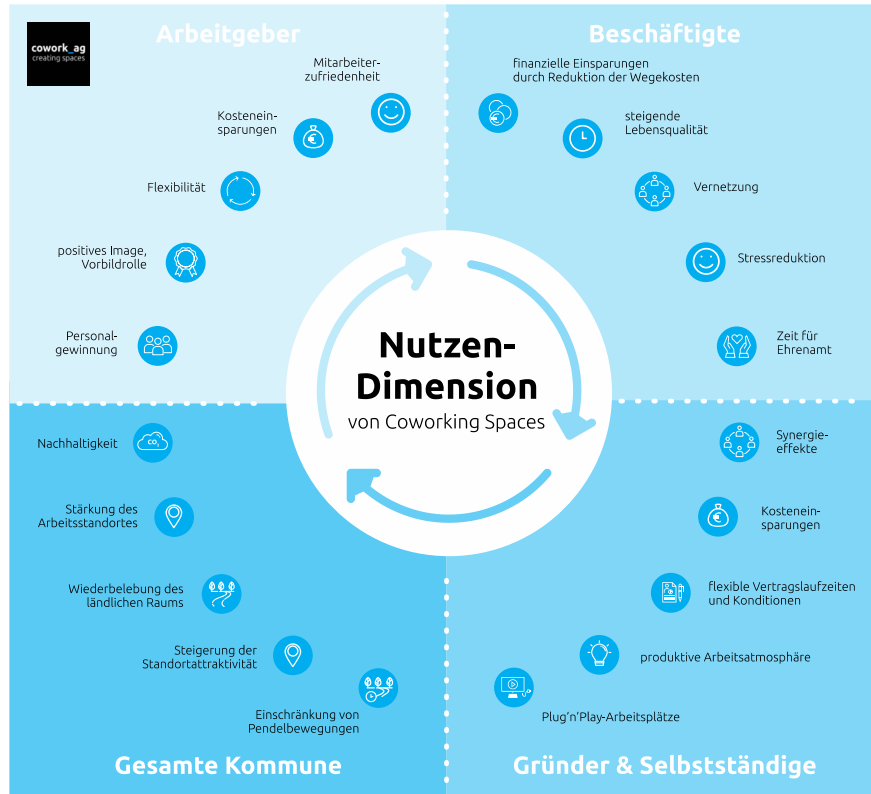 cowork_ag
creating spaces
Arbeitgeber
Mitarbeiter-
zufriedenheit
Kostenein-
sparungen
Flexibilität
positives Image,
Vorbildrolle
Personal-
gewinnung
Beschäftigte
finanzielle Einsparungen
durch Reduktion der Wegekosten
steigende
Lebensqualität
Vernetzung
Stressreduktion
Zeit für
Ehrenamt
Nutzen-
Dimension
von Coworking Spaces
Nachhaltigkeit
CO₂
Stärkung des
Arbeitsstandortes
Wiederbelebung des
ländlichen Raums
Steigerung der
Standortattraktivität
Einschränkung von
Pendelbewegungen
Gesamte Kommune
Synergie-
effekte
Kostenein-
sparungen
flexible Vertragslaufzeiten
und Konditionen
produktive Arbeitsatmosphäre
Plug'n'Play-Arbeitsplätze
Gründer & Selbstständige